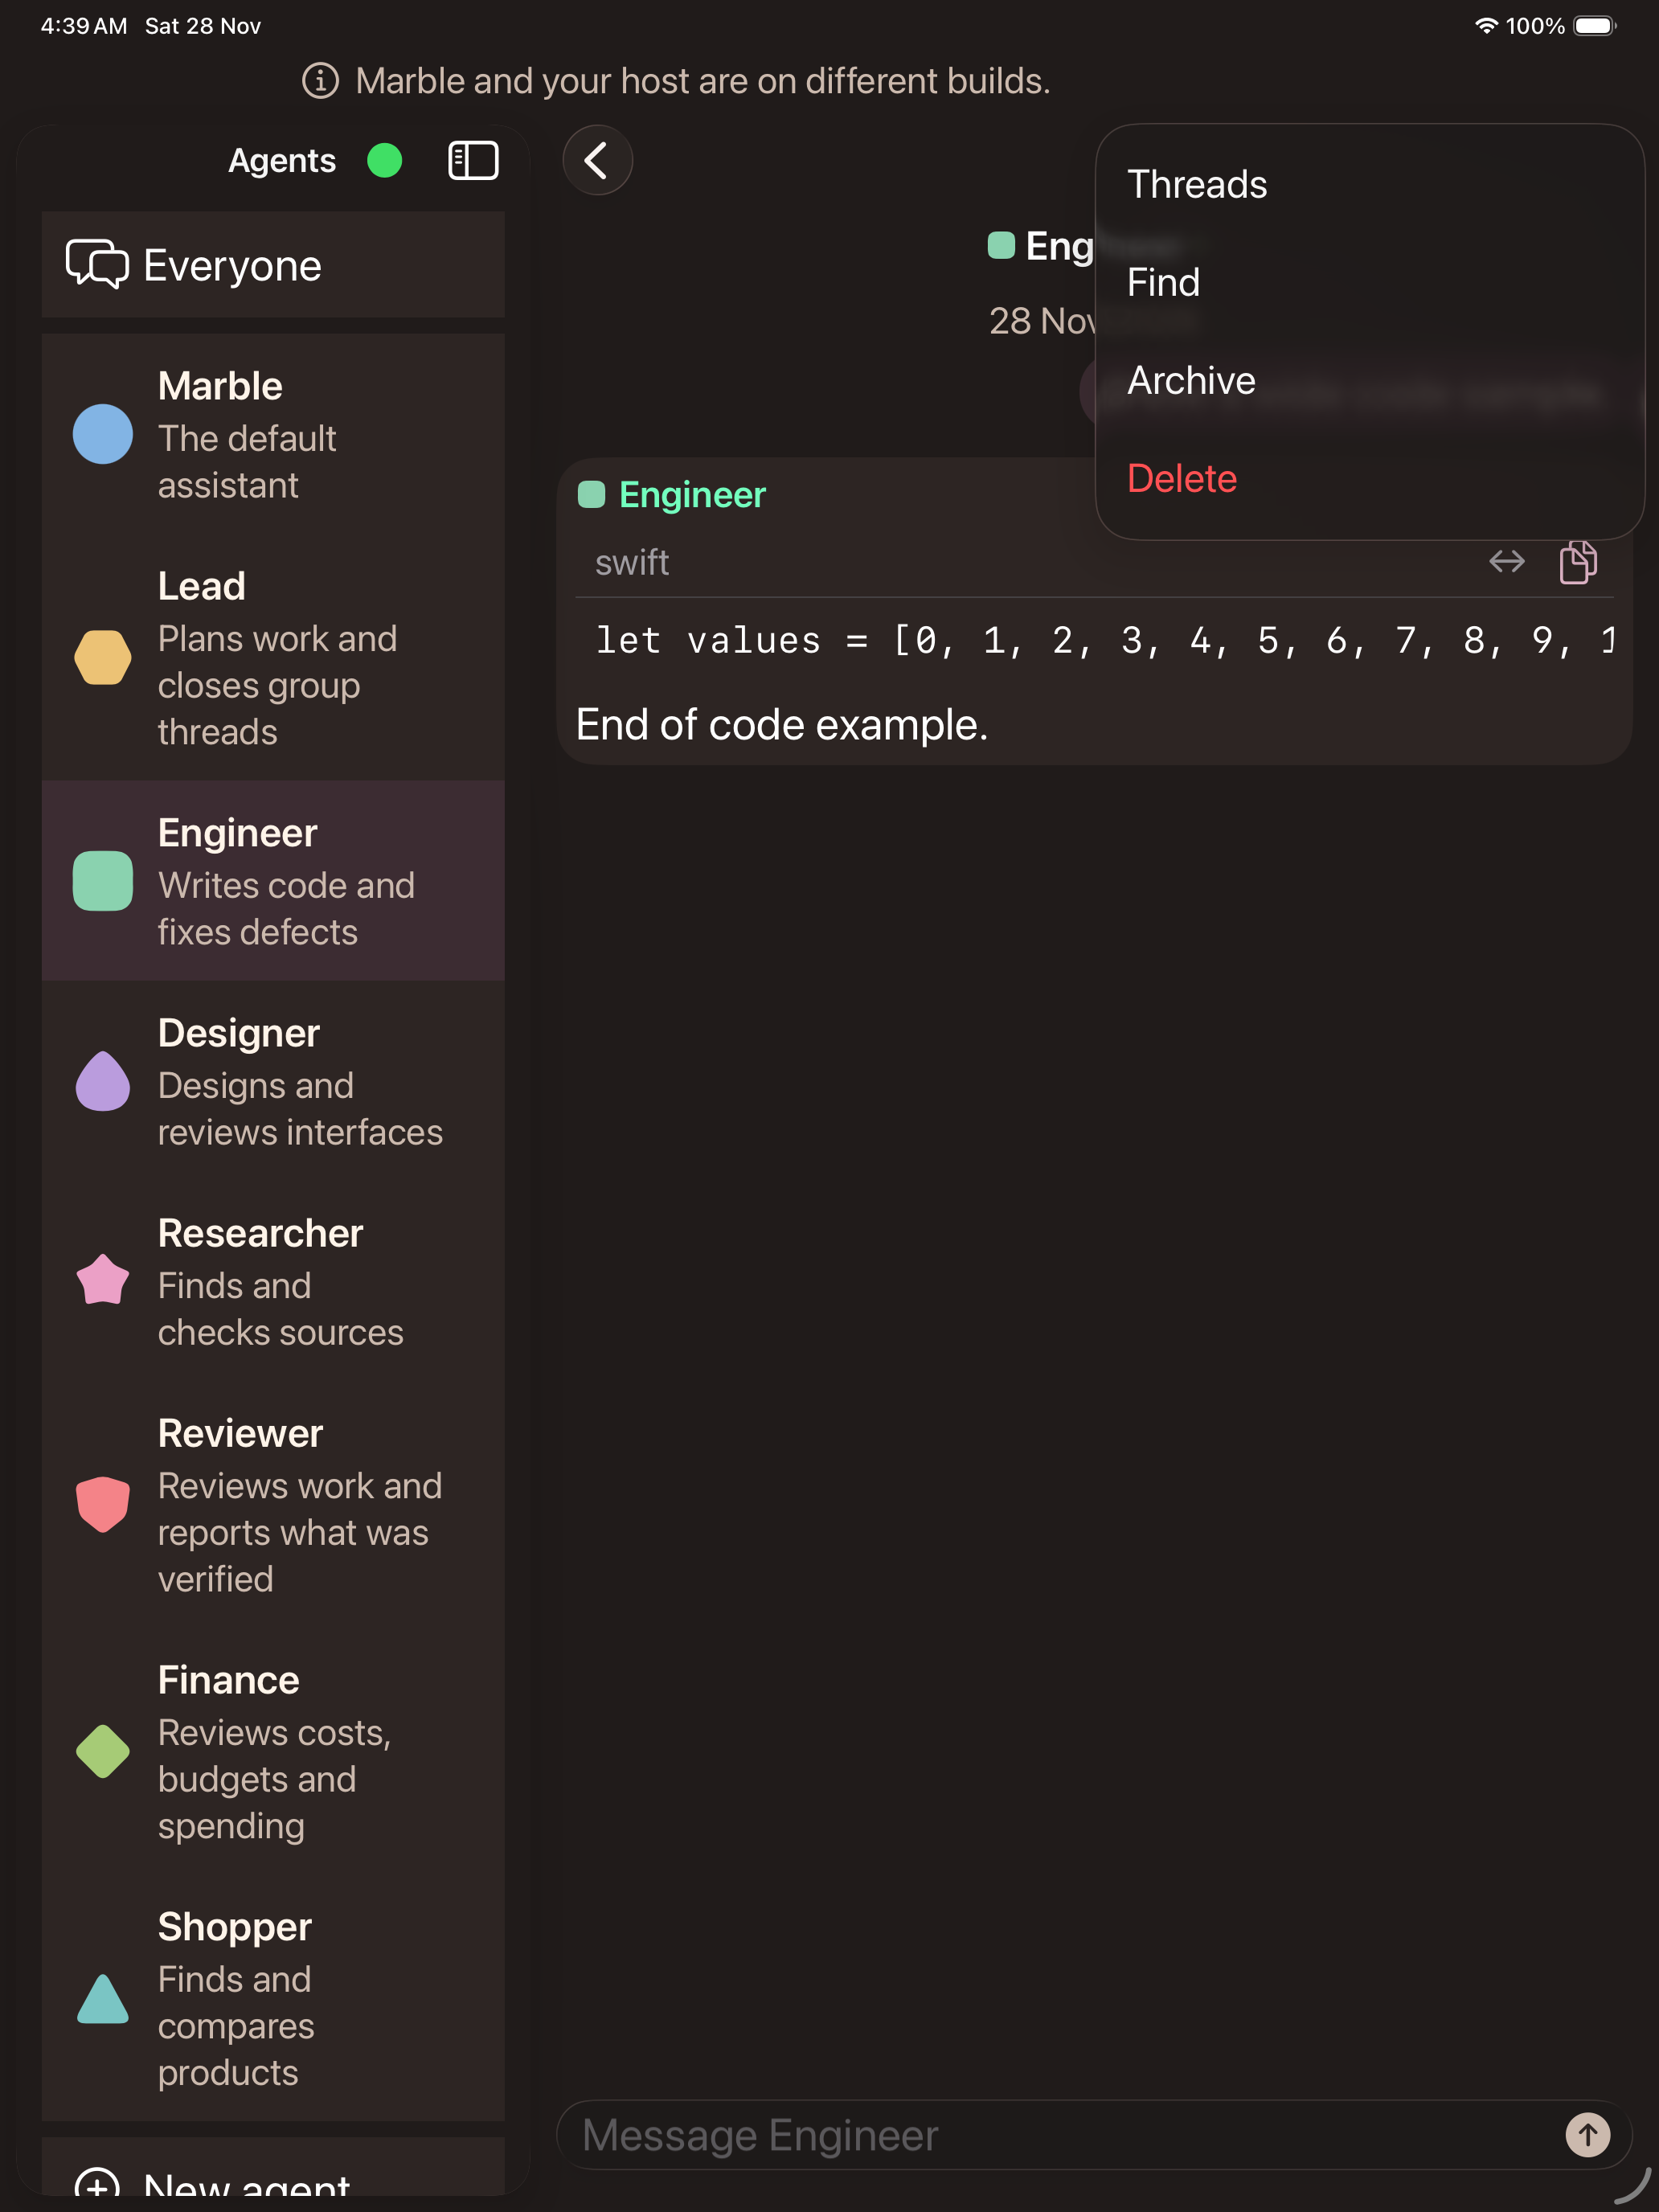 4:39 AM Sat 28 Nov
100%
Marble and your host are on different builds.
Agents
Everyone
Marble
The default
assistant
Lead
Plans work and
closes group
threads
Engineer
Writes code and
fixes defects
Designer
Designs and
reviews interfaces
Researcher
Finds and
checks sources
Reviewer
Reviews work and
reports what was
verified
Finance
Reviews costs,
budgets and
spending
Shopper
Finds and
compares
products
New agent
Threads
Find
Archive
Delete
Eng
28 Nov
Engineer
swift
let values = [0, 1, 2, 3, 4, 5, 6, 7, 8, 9, 1
End of code example.
Message Engineer